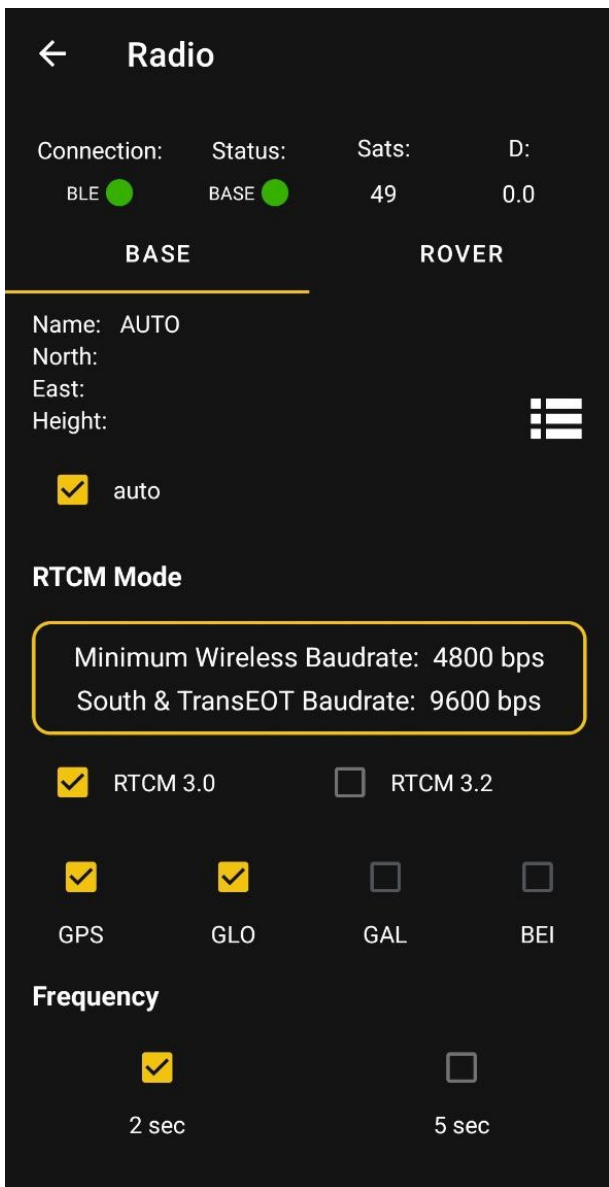 Radio
Connection: Status: Sats: D:
BLE BASE 49 0.0
BASE ROVER
Name: AUTO
North:
East:
Height:
auto
RTCM Mode
Minimum Wireless Baudrate: 4800 bps
South & TransEOT Baudrate: 9600 bps
RTCM 3.0 RTCM 3.2
GPS GLO GAL BEI
Frequency
2 sec 5 sec